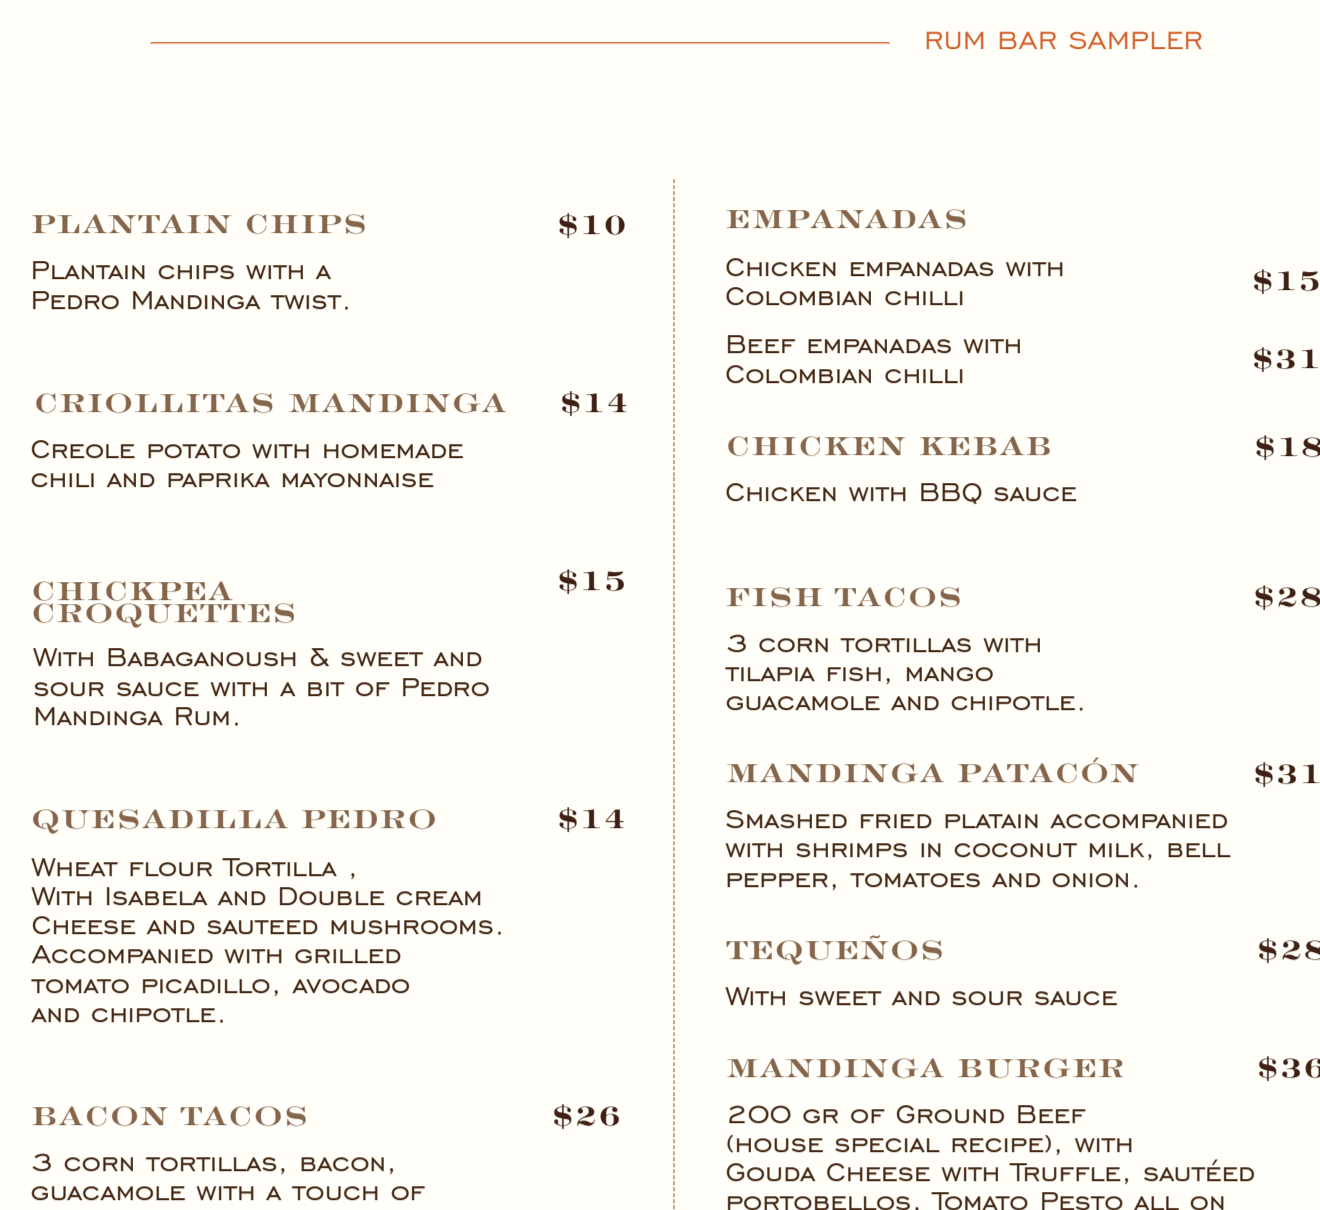 RUM BAR SAMPLER
PLANTAIN CHIPS $10
PLANTAIN CHIPS WITH A
PEDRO MANDINGA TWIST.
CRIOLLITAS MANDINGA $14
CREOLE POTATO WITH HOMEMADE
CHILI AND PAPRIKA MAYONNAISE
CHICKPEA
CROQUETTES $15
WITH BABAGANOUSH & SWEET AND
SOUR SAUCE WITH A BIT OF PEDRO
MANDINGA RUM.
QUESADILLA PEDRO $14
WHEAT FLOUR TORTILLA ,
WITH ISABELA AND DOUBLE CREAM
CHEESE AND SAUTEED MUSHROOMS.
ACCOMPANIED WITH GRILLED
TOMATO PICADILLO, AVOCADO
AND CHIPOTLE.
BACON TACOS $26
3 CORN TORTILLAS, BACON,
GUACAMOLE WITH A TOUCH OF
EMPANADAS
CHICKEN EMPANADAS WITH
COLOMBIAN CHILLI $15
BEEF EMPANADAS WITH
COLOMBIAN CHILLI $31
CHICKEN KEBAB $18
CHICKEN WITH BBQ SAUCE
FISH TACOS $28
3 CORN TORTILLAS WITH
TILAPIA FISH, MANGO
GUACAMOLE AND CHIPOTLE.
MANDINGA PATACÓN $31
SMASHED FRIED PLATAIN ACCOMPANIED
WITH SHRIMPS IN COCONUT MILK, BELL
PEPPER, TOMATOES AND ONION.
TEQUEÑOS $28
WITH SWEET AND SOUR SAUCE
MANDINGA BURGER $36
200 GR OF GROUND BEEF
(HOUSE SPECIAL RECIPE), WITH
GOUDA CHEESE WITH TRUFFLE, SAUTÉED
PORTOBELLOS, TOMATO PESTO ALL ON